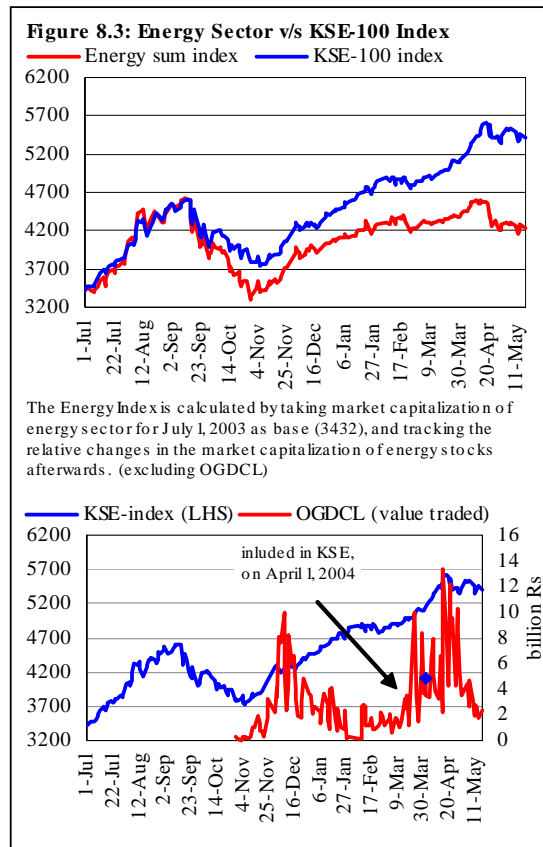 Figure 8.3: Energy Sector v/s KSE-100 Index
Energy sum index KSE-100 index
6200
5700
5200
4700
4200
3700
3200
1-Jul 22-Jul 12-Aug 2-Sep 23-Sep 14-Oct 4-Nov 25-Nov 16-Dec 6-Jan 27-Jan 17-Feb 9-Mar 30-Mar 20-Apr 11-May
The Energy Index is calculated by taking market capitalization of
energy sector for July 1, 2003 as base (3432), and tracking the
relative changes in the market capitalization of energy stocks
afterwards. (excluding OGDCL)
KSE-index (LHS) OGDCL (value traded)
6200 16
5700 14
5200 12
4700 10
4200 8
3700 6
3200 4
2
0
inluded in KSE,
on April 1, 2004
billion Rs
1-Jul 22-Jul 12-Aug 2-Sep 23-Sep 14-Oct 4-Nov 25-Nov 16-Dec 6-Jan 27-Jan 17-Feb 9-Mar 30-Mar 20-Apr 11-May